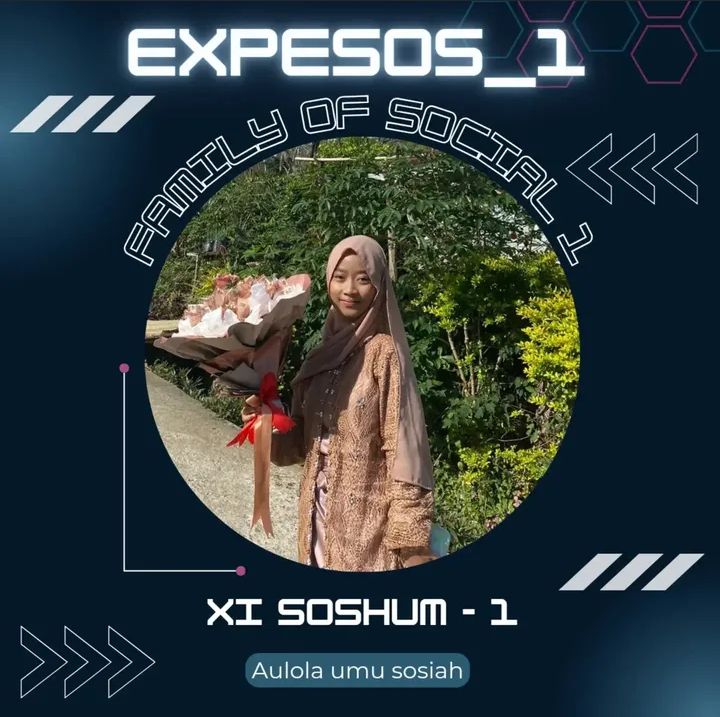 EXPESOS_1
FAMILY OF SOCIAL 1
XI SOSHUM - 1
Aulola umu sosiah